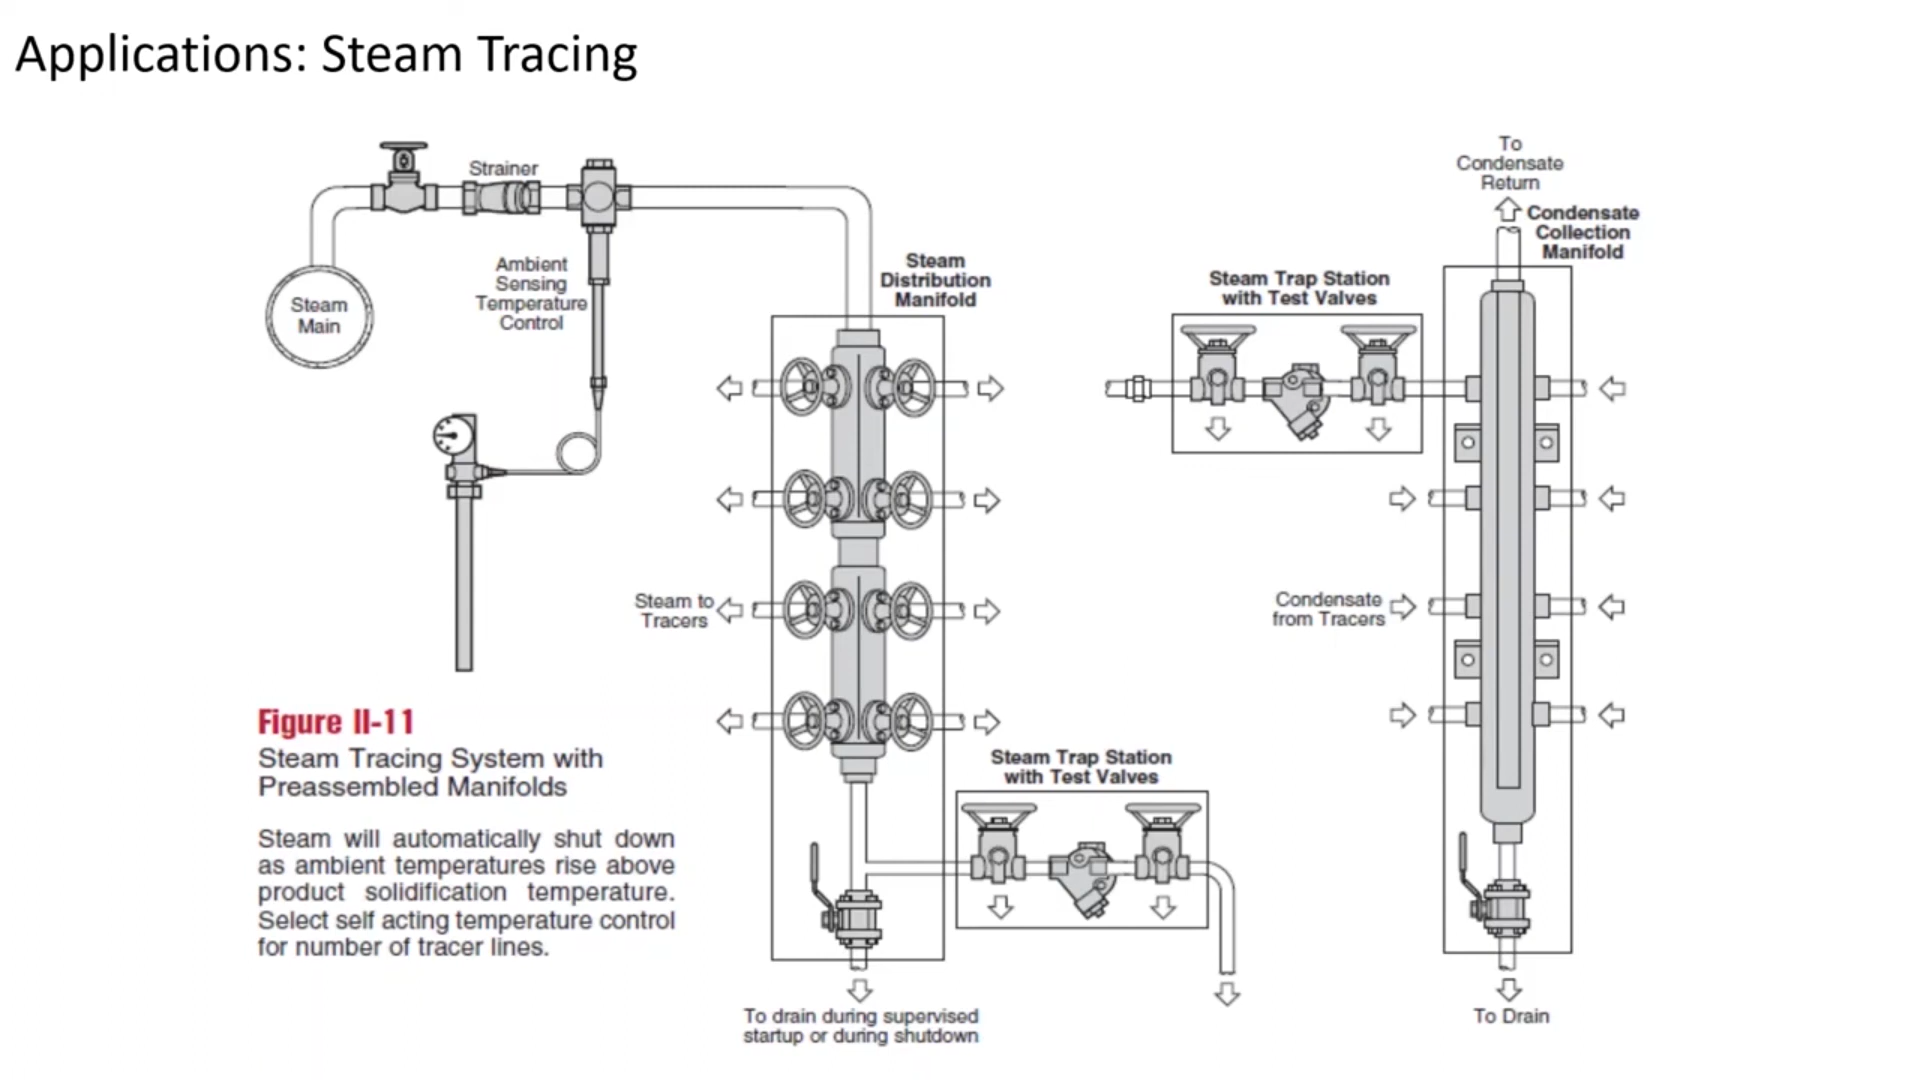 Applications: Steam Tracing
Strainer
Steam
Main
Ambient
Sensing
Temperature
Control
Steam
Distribution
Manifold
Steam to
Tracers
To drain during supervised
startup or during shutdown
Steam Trap Station
with Test Valves
Steam Trap Station
with Test Valves
To
Condensate
Return
Condensate
Collection
Manifold
Condensate
from Tracers
To Drain
Figure II-11
Steam Tracing System with
Preassembled Manifolds
Steam will automatically shut down
as ambient temperatures rise above
product solidification temperature.
Select self acting temperature control
for number of tracer lines.